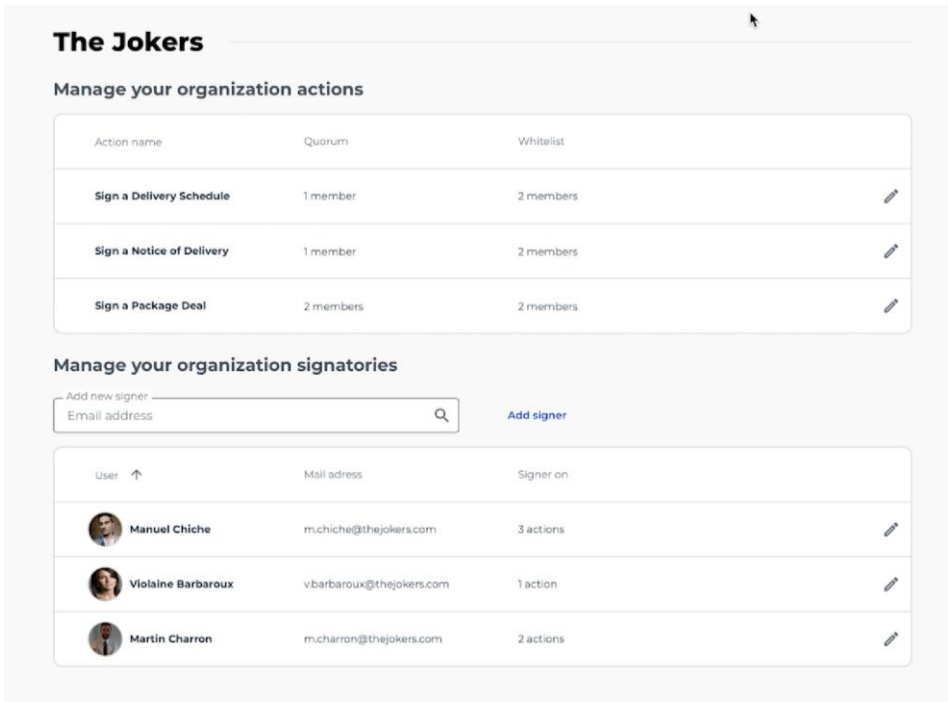 The Jokers
Manage your organization actions
Action name Quorum Whitelist
Sign a Delivery Schedule 1 member 2 members
Sign a Notice of Delivery 1 member 2 members
Sign a Package Deal 2 members 2 members
Manage your organization signatories
Add new signer
Email address Add signer
User Mail adress Signer on
Manuel Chiche m.chiche@thejokers.com 3 actions
Violaine Barbaroux v.barbaroux@thejokers.com 1 action
Martin Charron m.charron@thejokers.com 2 actions